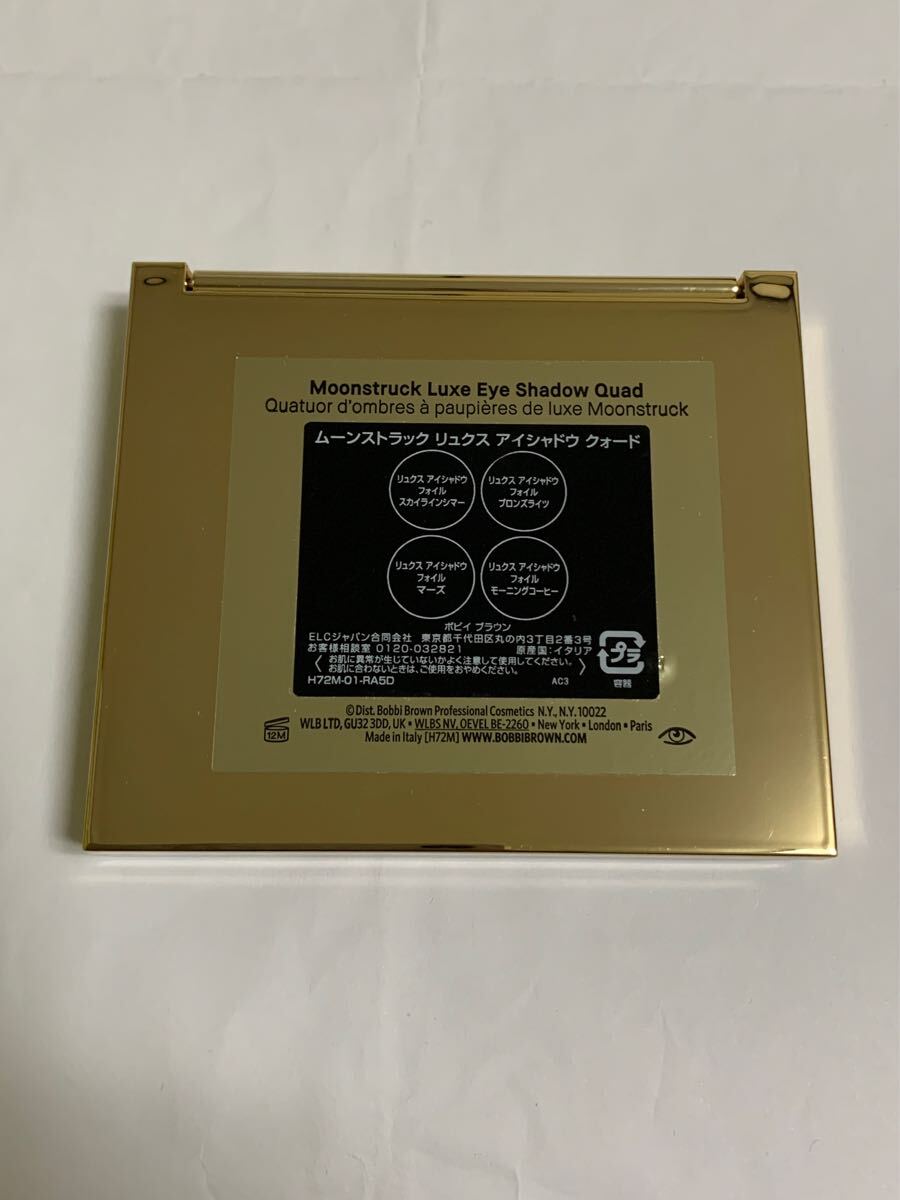 Moonstruck Luxe Eye Shadow Quad
Quatuor d'ombres à paupières de luxe Moonstruck
ムーンストラック リュクス アイシャドウ クォード
リュクス アイシャドウ
フォイル
スカイラインシマー
リュクス アイシャドウ
フォイル
ブロンズライツ
リュクス アイシャドウ
フォイル
マーズ
リュクス アイシャドウ
フォイル
モーニングコーヒー
ボビイ ブラウン
ELCジャパン合同会社 東京都千代田区丸の内3丁目2番3号
お客様相談室 0120-032821 原産国:イタリア
お肌に異常が生じていないかよく注意して使用してください。
お肌に合わないときは、ご使用をおやめください。
H72M-01-RA5D AC3
プラ
容器
© Dist. Bobbi Brown Professional Cosmetics N.Y., N.Y. 10022
WLB LTD, GU32 3DD, UK • WLBS NV, OEVEL BE-2260 • New York • London • Paris
Made in Italy [H72M] WWW.BOBBIBROWN.COM
12M